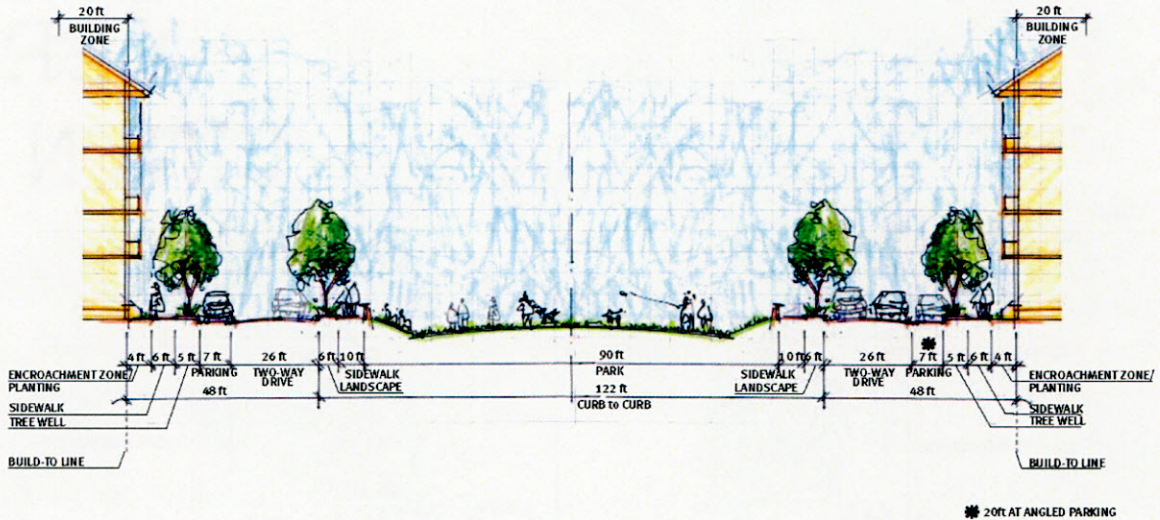 20 ft
BUILDING
ZONE
20 ft
BUILDING
ZONE
4 ft 6 ft 5 ft 7 ft 26 ft 6 ft 10 ft 90 ft 10 ft 6 ft 26 ft 7 ft 5 ft 6 ft 4 ft
PARKING
TWO-WAY
DRIVE
SIDEWALK
LANDSCAPE
PARK
SIDEWALK
LANDSCAPE
TWO-WAY
DRIVE
PARKING
ENCROACHMENT ZONE/
PLANTING
ENCROACHMENT ZONE/
PLANTING
48 ft
122 ft
CURB to CURB
48 ft
SIDEWALK
TREE WELL
SIDEWALK
TREE WELL
BUILD-TO LINE
BUILD-TO LINE
20ft AT ANGLED PARKING